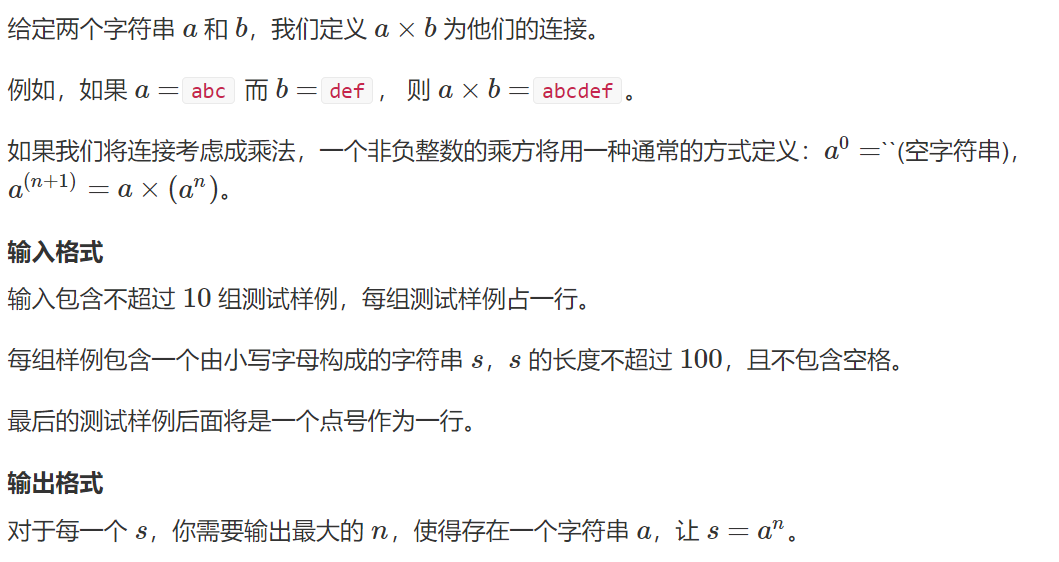 给定两个字符串 a 和 b，我们定义 a × b 为他们的连接。
例如，如果 a = abc 而 b = def ， 则 a × b = abcdef 。
如果我们将连接考虑成乘法，一个非负整数的乘方将用一种通常的方式定义：a⁰ =``(空字符串)，
a⁽ⁿ⁺¹⁾ = a × (aⁿ)。
输入格式
输入包含不超过 10 组测试样例，每组测试样例占一行。
每组样例包含一个由小写字母构成的字符串 s，s 的长度不超过 100，且不包含空格。
最后的测试样例后面将是一个点号作为一行。
输出格式
对于每一个 s，你需要输出最大的 n，使得存在一个字符串 a，让 s = aⁿ。